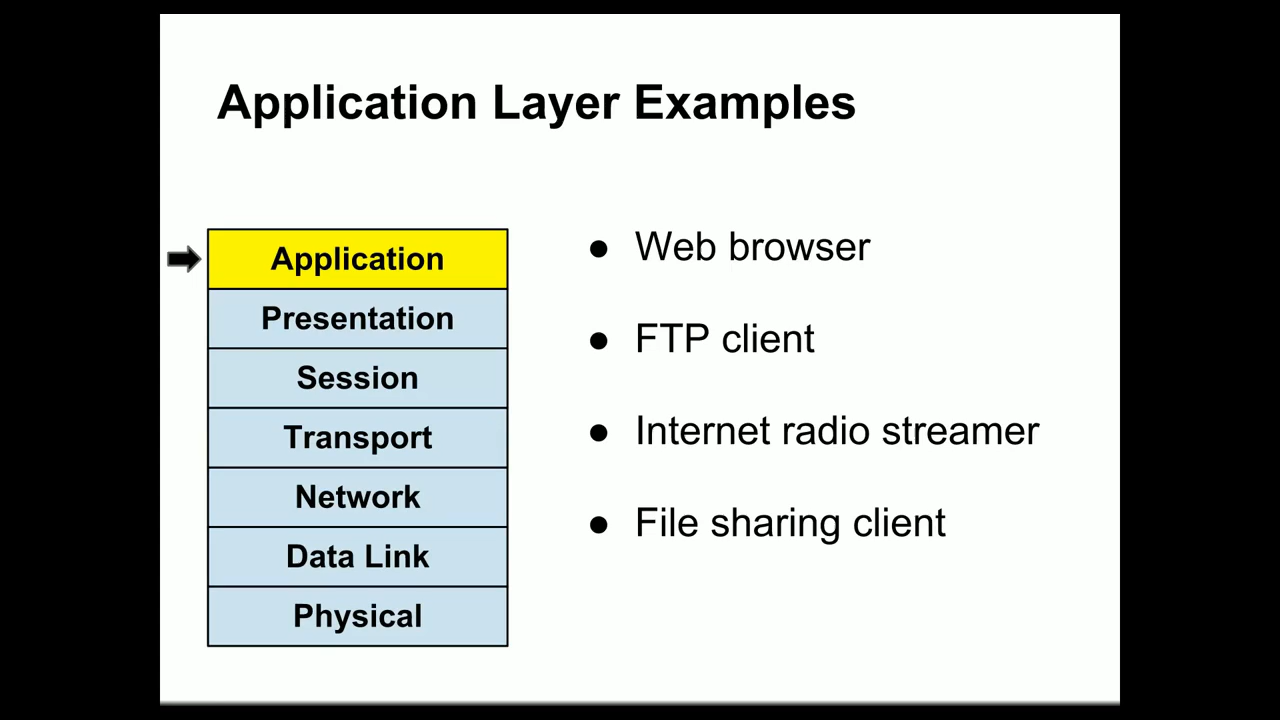 Application Layer Examples
Application
Presentation
Session
Transport
Network
Data Link
Physical
● Web browser
● FTP client
● Internet radio streamer
● File sharing client